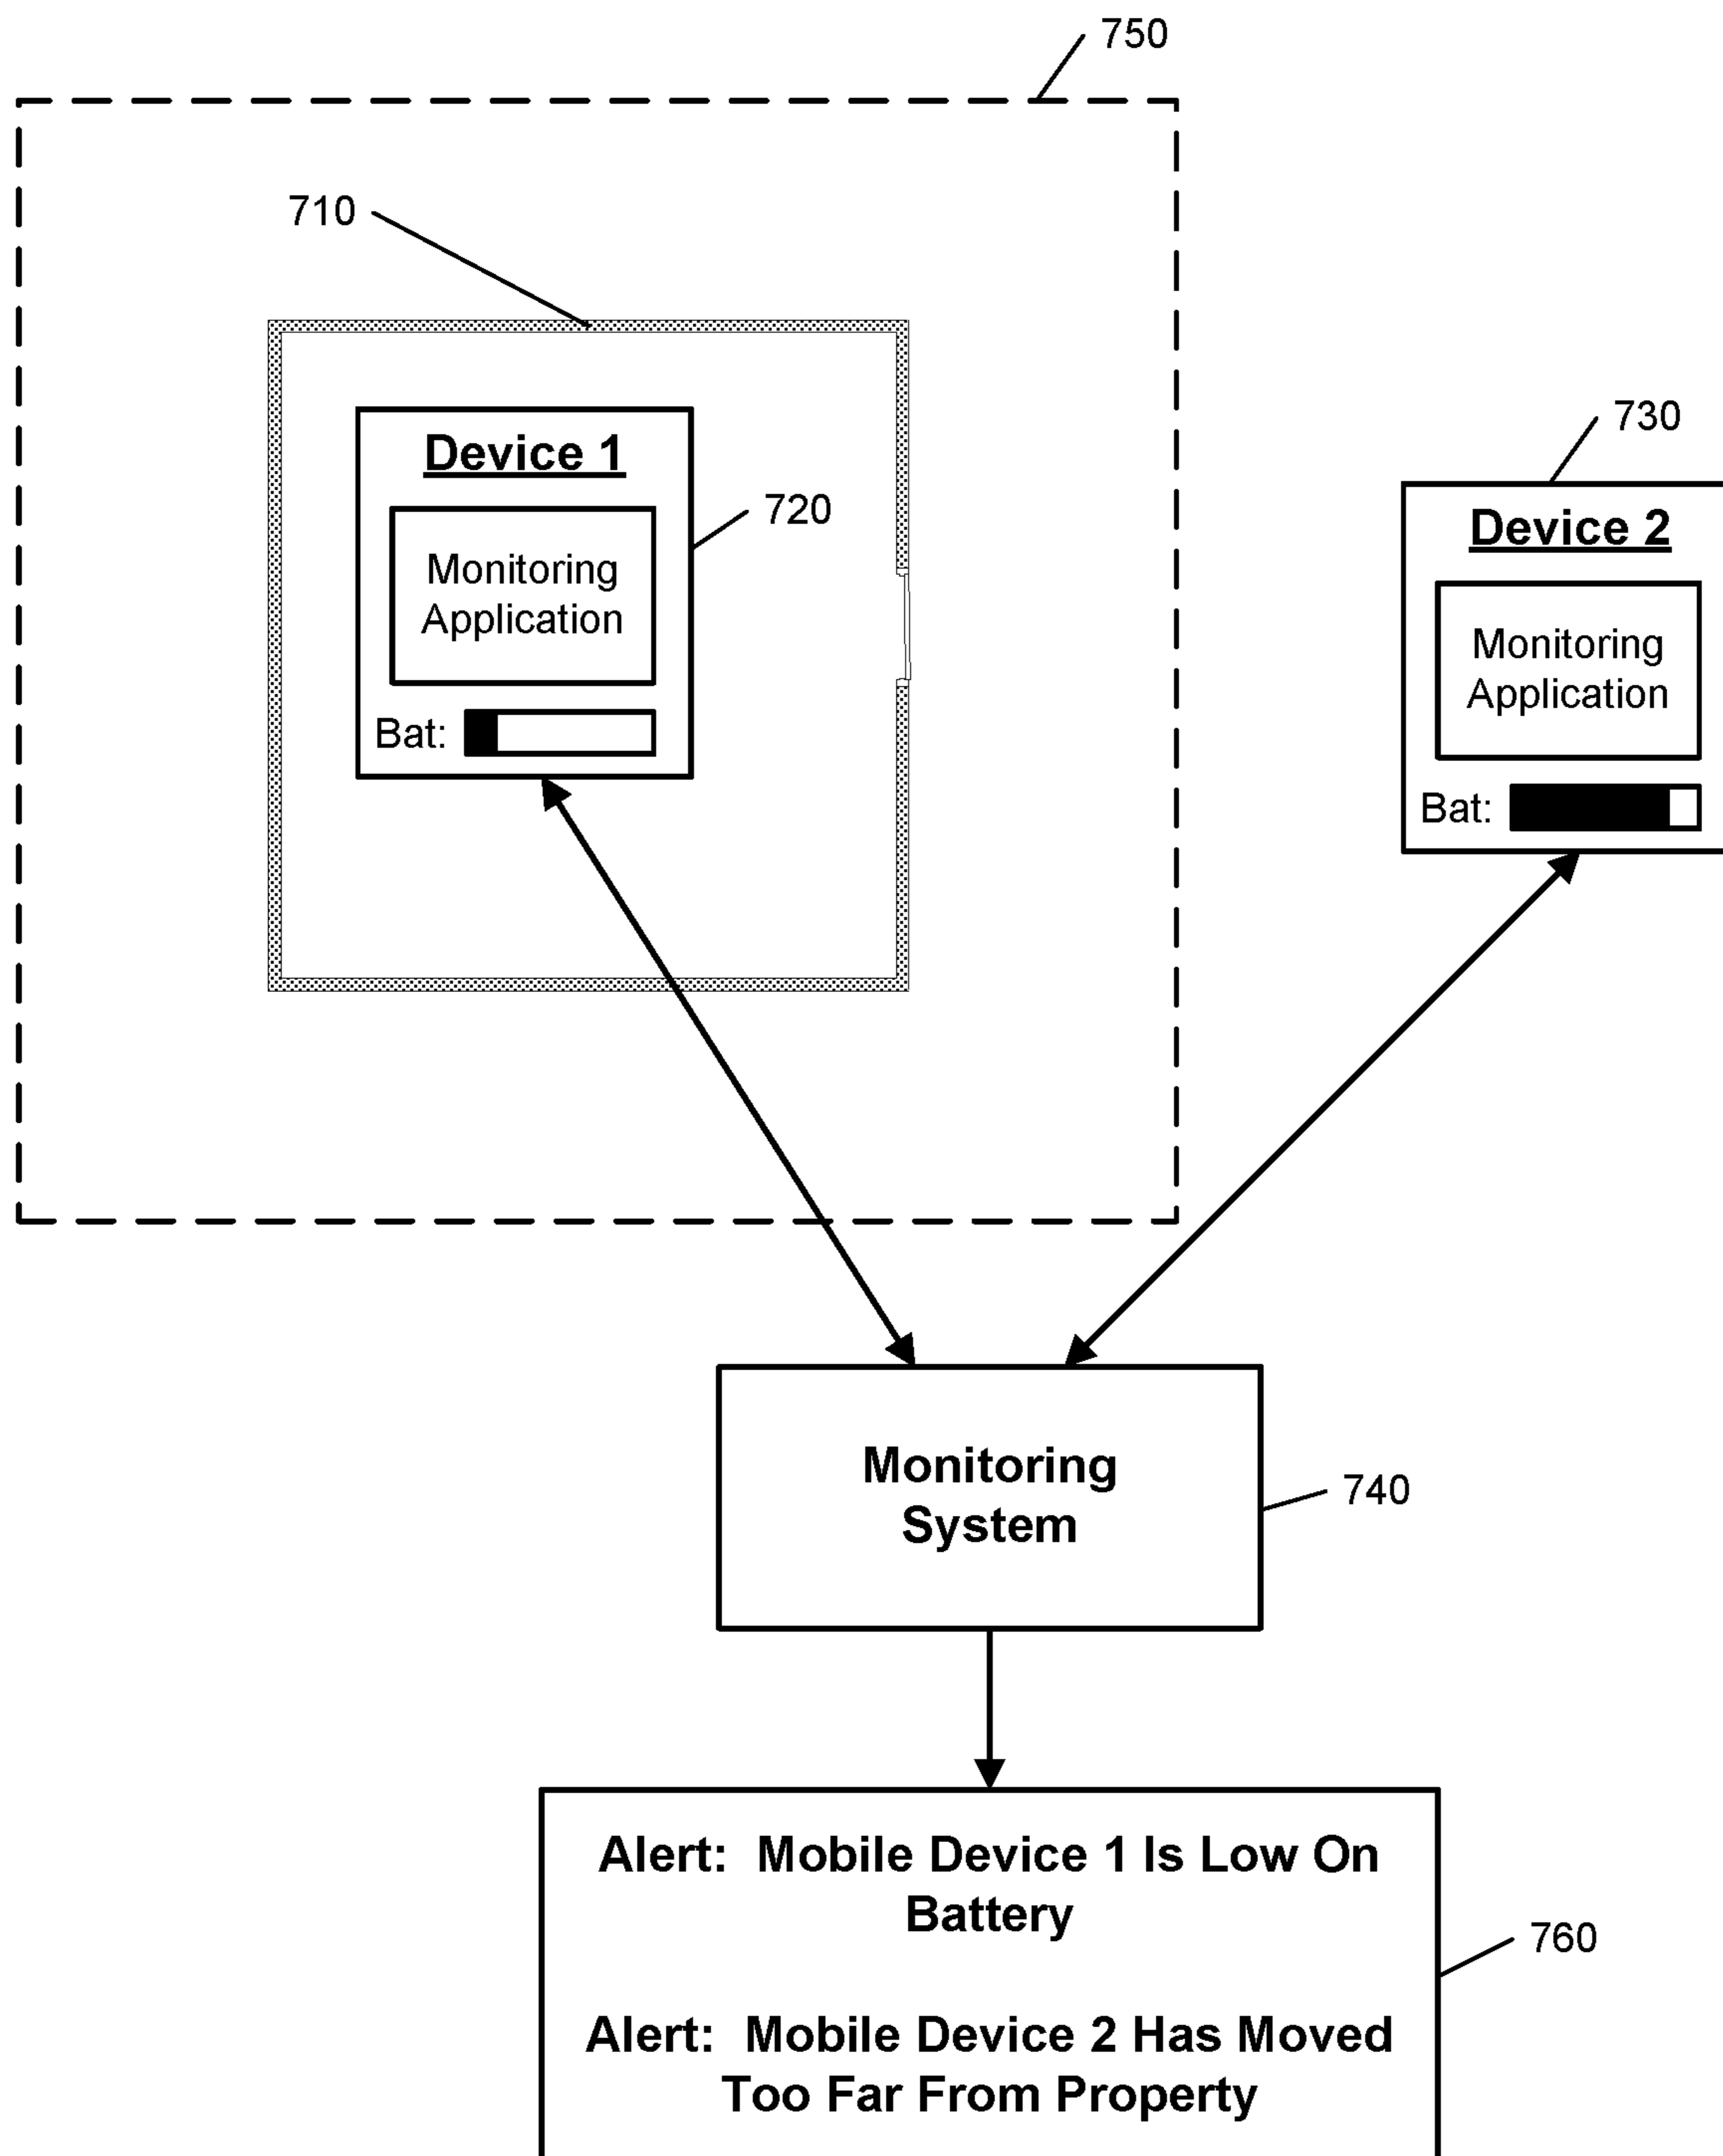 750
710
730
Device 1
720
Device 2
Monitoring
Application
Monitoring
Application
Bat:
Bat:
Monitoring
System
740
Alert: Mobile Device 1 Is Low On
Battery
760
Alert: Mobile Device 2 Has Moved
Too Far From Property